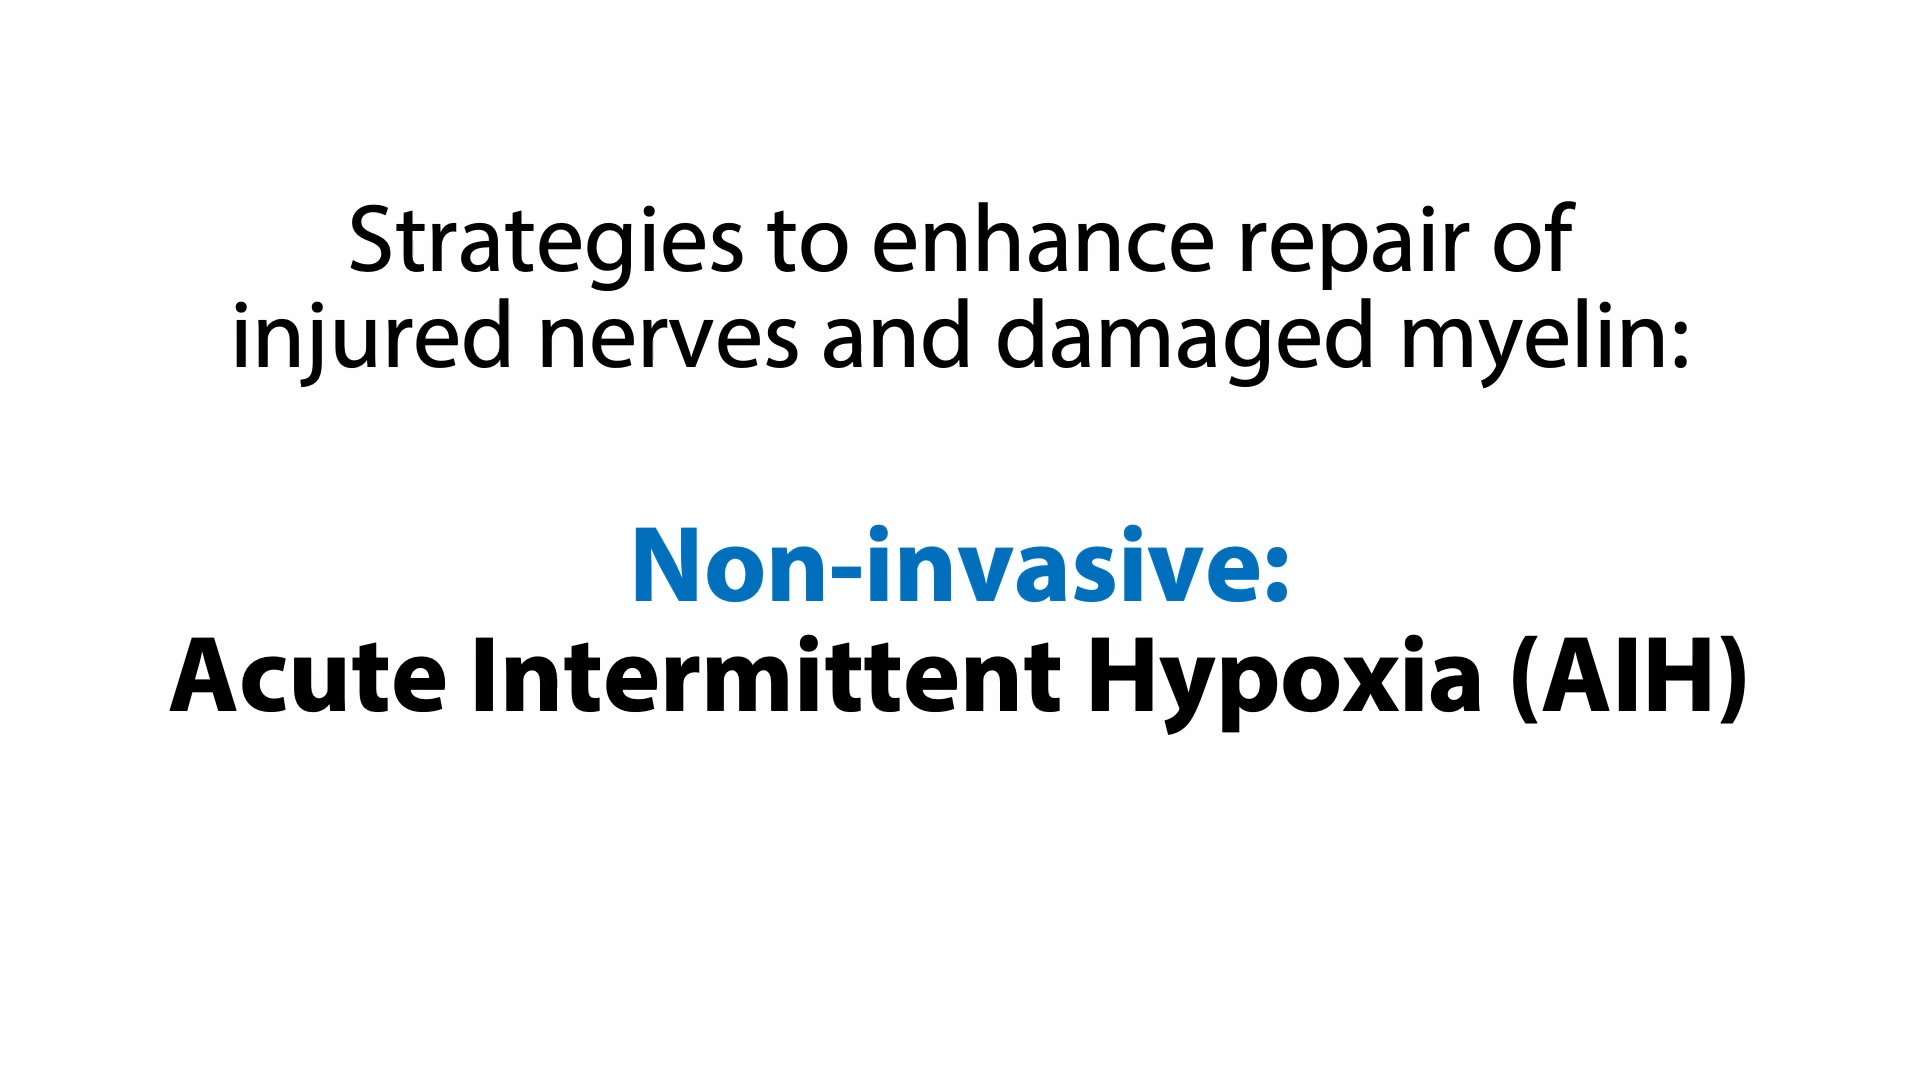 Strategies to enhance repair of
injured nerves and damaged myelin:
Non-invasive:
Acute Intermittent Hypoxia (AIH)